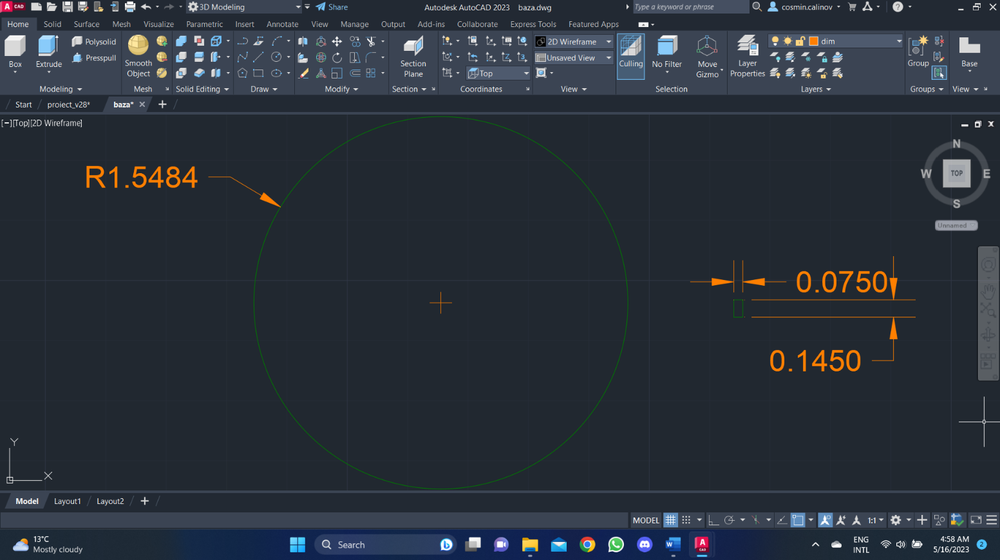 A CAD
3D Modeling
Share
Autodesk AutoCAD 2023 baza.dwg
Type a keyword or phrase
cosmin.calinov
Home Solid Surface Mesh Visualize Parametric Insert Annotate View Manage Output Add-ins Collaborate Express Tools Featured Apps
Box
Extrude
Polysolid
Presspull
Modeling
Smooth
Object
Mesh
Solid Editing
Draw
Modify
Section
Plane
Section
Top
Coordinates
2D Wireframe
Unsaved View
View
Culling
No Filter
Move
Gizmo
Selection
Layer
Properties
dim
Layers
Group
Groups
Base
View
Start proiect_v28* baza*
[−][Top][2D Wireframe]
R1.5484
N
W TOP E
S
Unnamed
0.0750
0.1450
Y
X
Model Layout1 Layout2
MODEL 1:1
13°C
Mostly cloudy
Search
A CAD
ENG
INTL
4:58 AM
5/16/2023
2